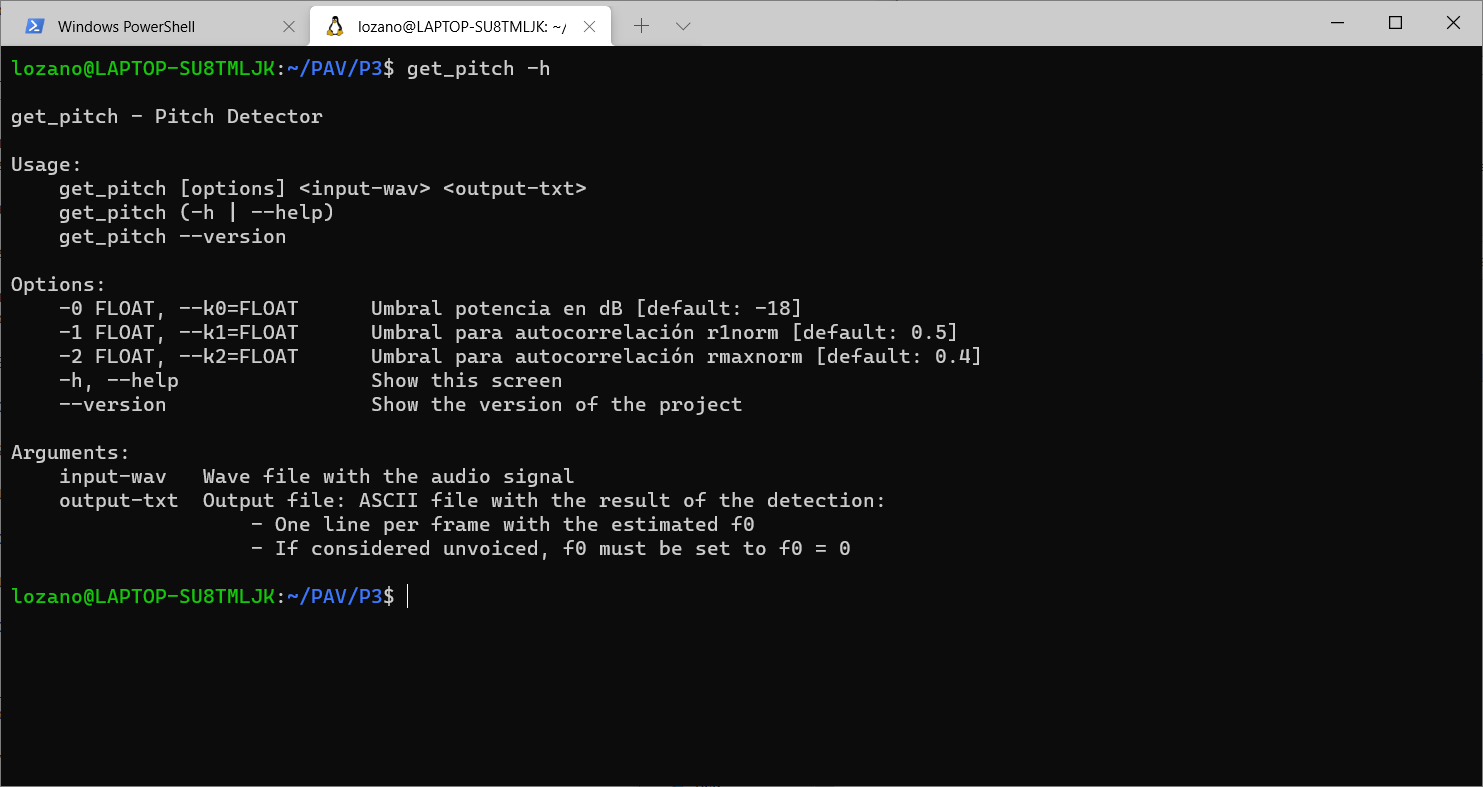 Windows PowerShell
lozano@LAPTOP-SU8TMLJK: ~/
lozano@LAPTOP-SU8TMLJK:~/PAV/P3$ get_pitch -h
get_pitch - Pitch Detector
Usage:
get_pitch [options] <input-wav> <output-txt>
get_pitch (-h | --help)
get_pitch --version
Options:
-0 FLOAT, --k0=FLOAT Umbral potencia en dB [default: -18]
-1 FLOAT, --k1=FLOAT Umbral para autocorrelación r1norm [default: 0.5]
-2 FLOAT, --k2=FLOAT Umbral para autocorrelación rmaxnorm [default: 0.4]
-h, --help Show this screen
--version Show the version of the project
Arguments:
input-wav Wave file with the audio signal
output-txt Output file: ASCII file with the result of the detection:
- One line per frame with the estimated f0
- If considered unvoiced, f0 must be set to f0 = 0
lozano@LAPTOP-SU8TMLJK:~/PAV/P3$